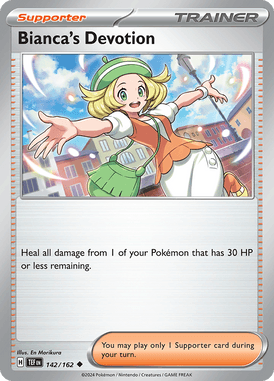 Supporter TRAINER
Bianca's Devotion
Heal all damage from 1 of your Pokémon that has 30 HP
or less remaining.
Illus. En Morikura
H TEF EN 142/162 ◆
You may play only 1 Supporter card during
your turn.
©2024 Pokémon / Nintendo / Creatures / GAME FREAK